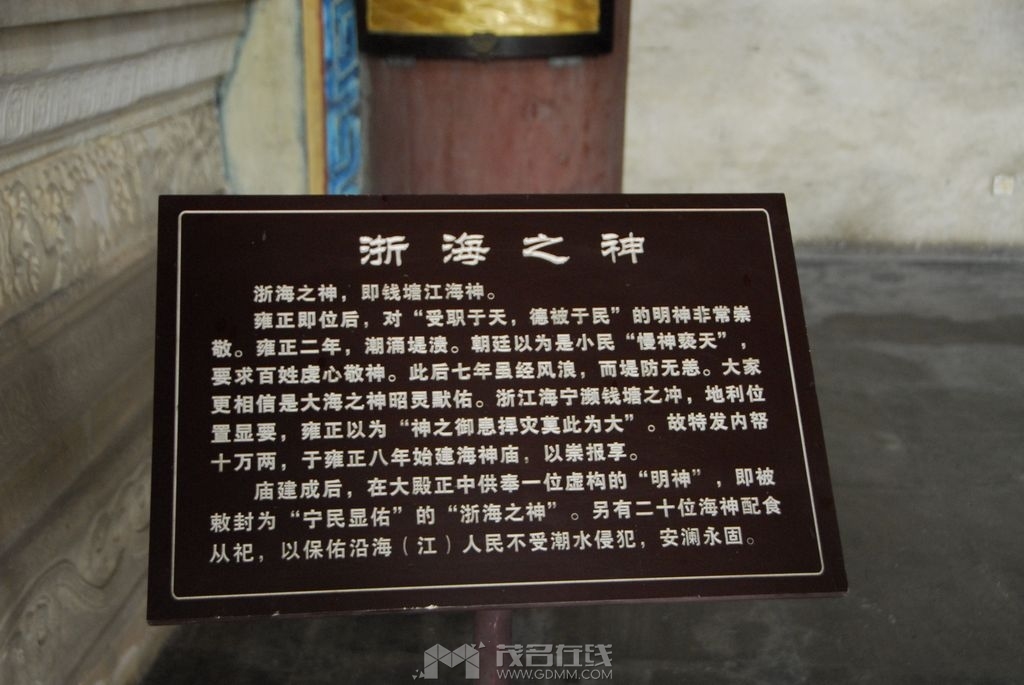 浙海之神
浙海之神，即钱塘江海神。
雍正即位后，对“受职于天，德被于民”的明神非常崇
敬。雍正二年，潮涌堤溃。朝廷以为是小民“慢神亵天”，
要求百姓虔心敬神。此后七年虽经风浪，而堤防无恙。大家
更相信是大海之神昭灵默佑。浙江海宁濒钱塘之冲，地利位
置显要，雍正以为“神之御患捍灾莫此为大”。故特发内帑
十万两，于雍正八年始建海神庙，以崇报享。
庙建成后，在大殿正中供奉一位虚构的“明神”，即被
敕封为“宁民显佑”的“浙海之神”。另有二十位海神配食
从祀，以保佑沿海（江）人民不受潮水侵犯，安澜永固。
茂名在线
WWW.GDMM.COM